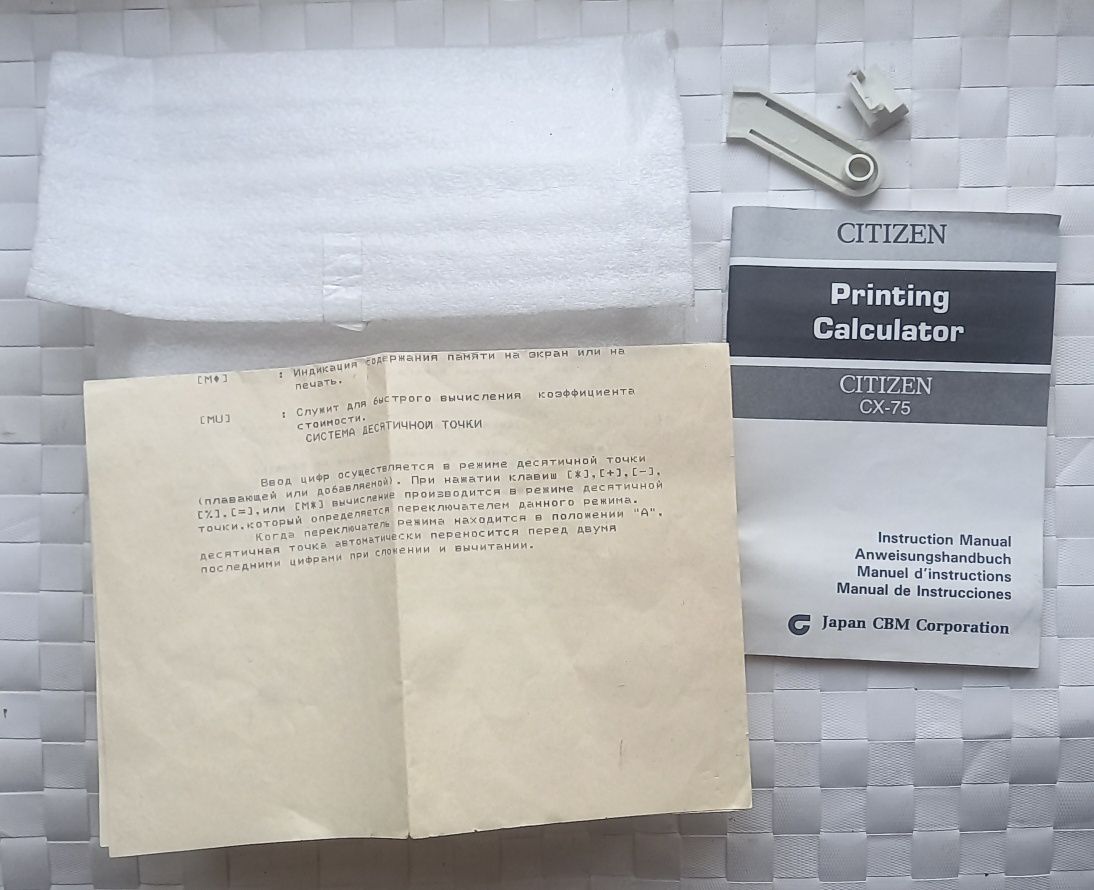 [M♦] : Индикация содержания памяти на экран или на
печать.
[MU] : Служит для быстрого вычисления коэффициента
стоимости.
СИСТЕМА ДЕСЯТИЧНОЙ ТОЧКИ
Ввод цифр осуществляется в режиме десятичной точки
(плавающей или добавляемой). При нажатии клавиш [Ж],[+],[-],
[%],[=],или [МЖ] вычисление производится в режиме десятичной
точки,который определяется переключателем данного режима.
Когда переключатель режима находится в положении "А",
десятичная точка автоматически переносится перед двумя
последними цифрами при сложении и вычитании.
CITIZEN
Printing
Calculator
CITIZEN
CX-75
Instruction Manual
Anweisungshandbuch
Manuel d'instructions
Manual de Instrucciones
Japan CBM Corporation